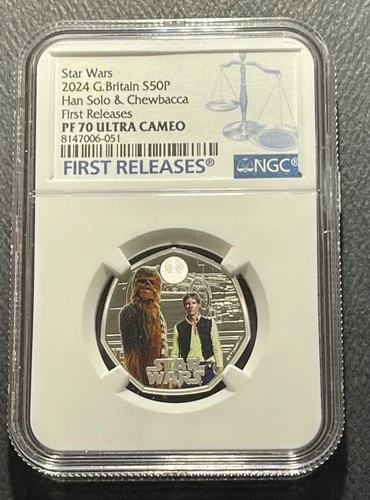 Star Wars
2024 G.Britain S50P
Han Solo & Chewbacca
First Releases
PF 70 ULTRA CAMEO
8147006-051
FIRST RELEASES®
NGC®
STAR
WARS